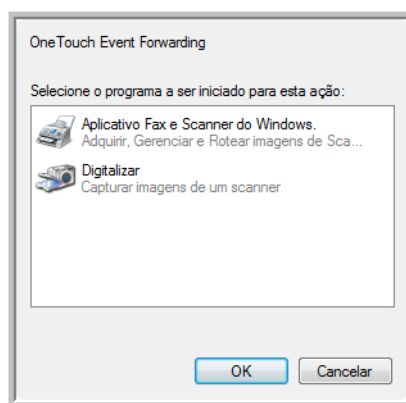 OneTouch Event Forwarding
Selecione o programa a ser iniciado para esta ação:
Aplicativo Fax e Scanner do Windows.
Adquirir, Gerenciar e Rotear imagens de Sca...
Digitalizar
Capturar imagens de um scanner
OK Cancelar